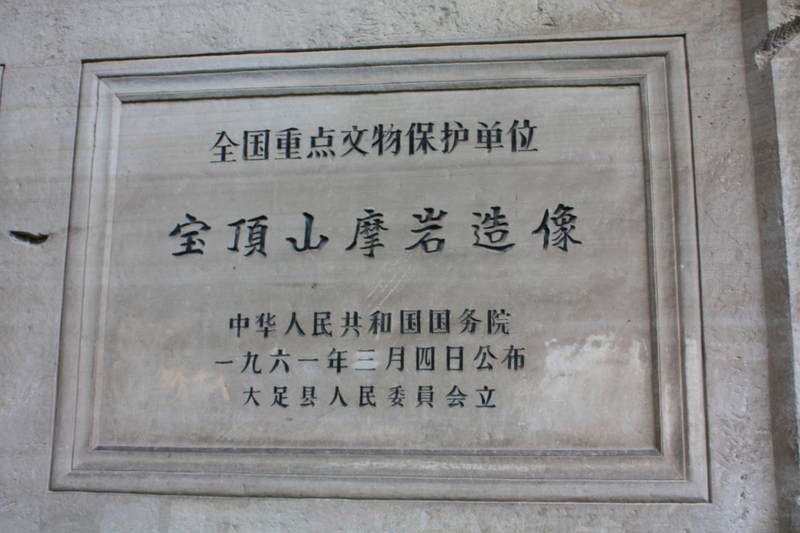 全国重点文物保护单位
宝頂山摩岩造像
中华人民共和国国务院
一九六一年三月四日公布
大足县人民委員会立